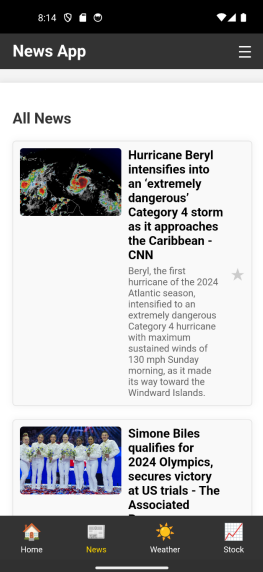 8:14
News App
All News
Hurricane Beryl
intensifies into
an ‘extremely
dangerous’
Category 4 storm
as it approaches
the Caribbean -
CNN
Beryl, the first
hurricane of the 2024
Atlantic season,
intensified to an
extremely dangerous
Category 4 hurricane
with maximum
sustained winds of
130 mph Sunday
morning, as it made
its way toward the
Windward Islands.
Simone Biles
qualifies for
2024 Olympics,
secures victory
at US trials - The
Associated
Home
News
Weather
Stock